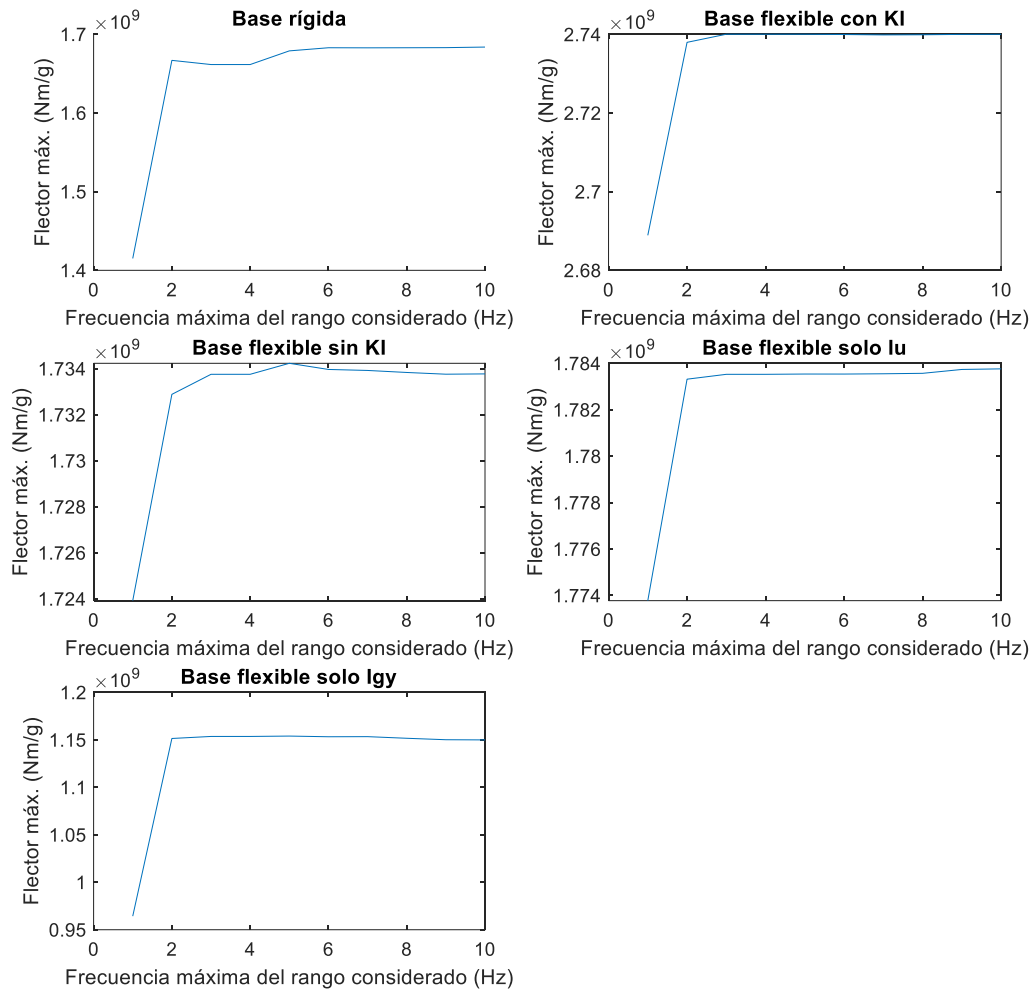 ×10^9
Base rígida
1.7
1.6
1.5
1.4
Flector máx. (Nm/g)
0 2 4 6 8 10
Frecuencia máxima del rango considerado (Hz)
×10^9
Base flexible con KI
2.74
2.72
2.7
2.68
Flector máx. (Nm/g)
0 2 4 6 8 10
Frecuencia máxima del rango considerado (Hz)
×10^9
Base flexible sin KI
1.734
1.732
1.73
1.728
1.726
1.724
Flector máx. (Nm/g)
0 2 4 6 8 10
Frecuencia máxima del rango considerado (Hz)
×10^9
Base flexible solo Iu
1.784
1.782
1.78
1.778
1.776
1.774
Flector máx. (Nm/g)
0 2 4 6 8 10
Frecuencia máxima del rango considerado (Hz)
×10^9
Base flexible solo Igy
1.2
1.15
1.1
1.05
1
0.95
Flector máx. (Nm/g)
0 2 4 6 8 10
Frecuencia máxima del rango considerado (Hz)